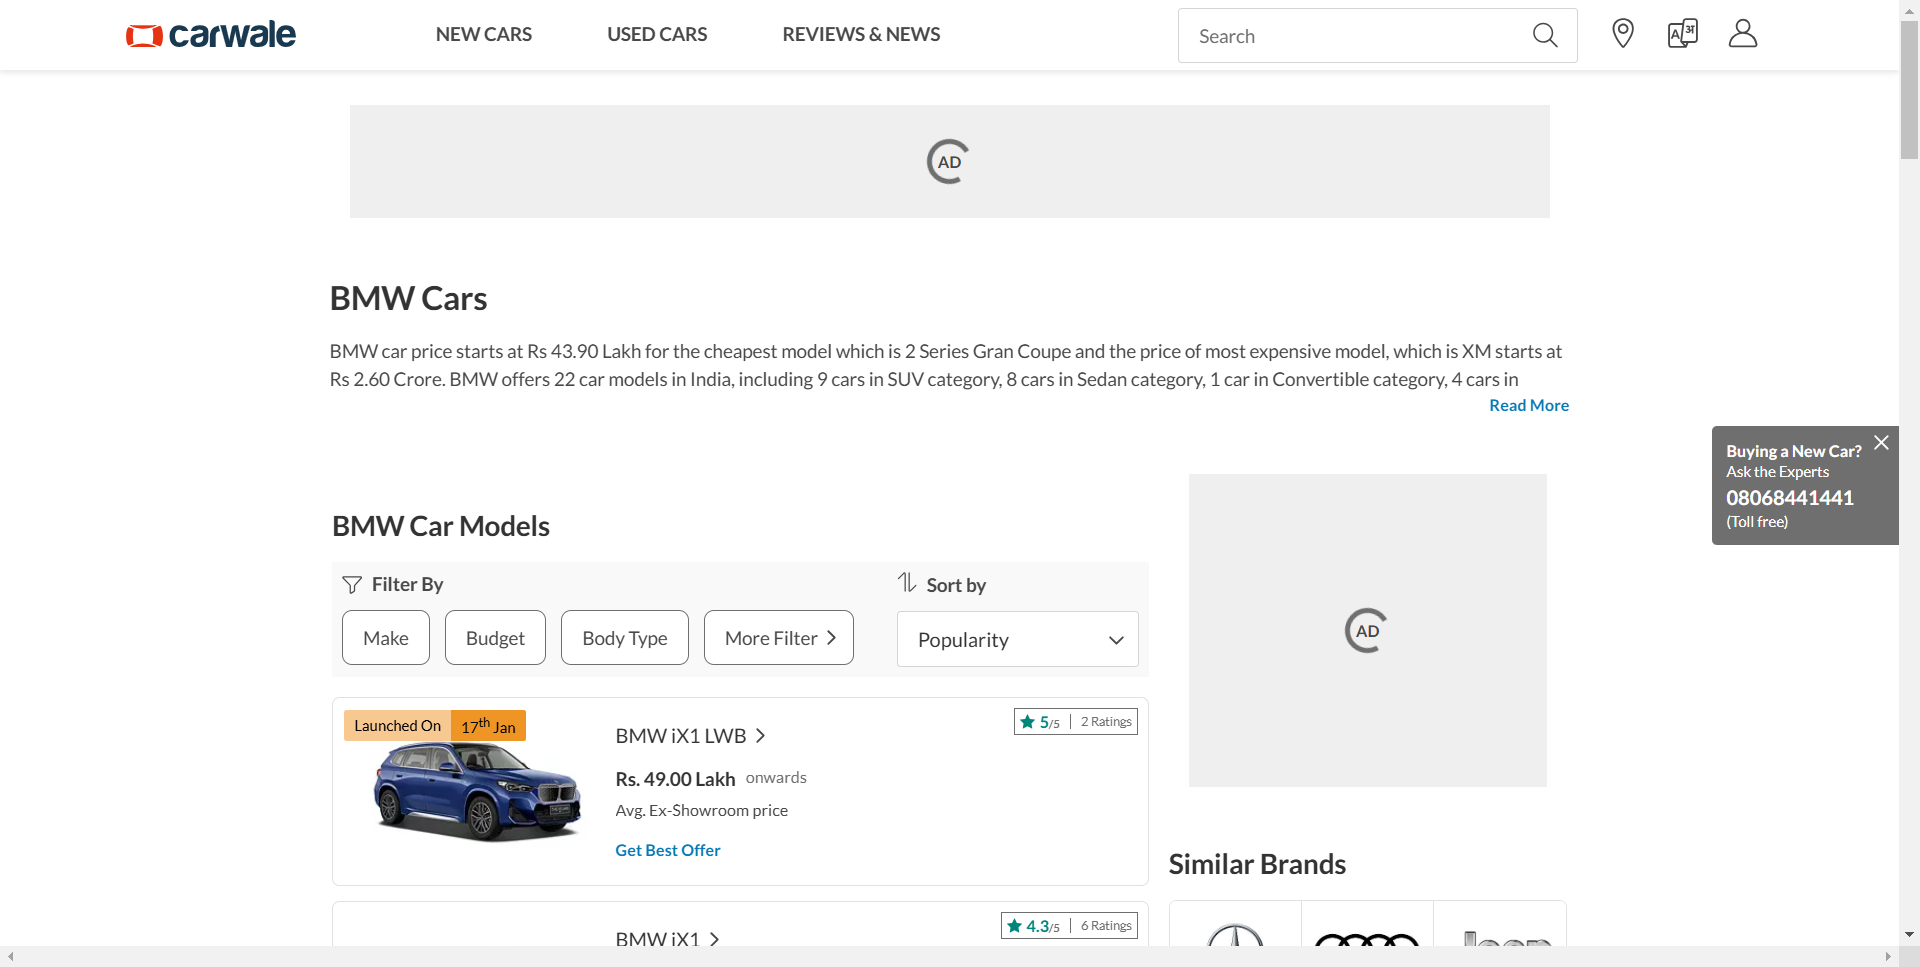 carwale
NEW CARS
USED CARS
REVIEWS & NEWS
Search
AD
BMW Cars
BMW car price starts at Rs 43.90 Lakh for the cheapest model which is 2 Series Gran Coupe and the price of most expensive model, which is XM starts at
Rs 2.60 Crore. BMW offers 22 car models in India, including 9 cars in SUV category, 8 cars in Sedan category, 1 car in Convertible category, 4 cars in
Read More
Buying a New Car?
Ask the Experts
08068441441
(Toll free)
BMW Car Models
Filter By
Make
Budget
Body Type
More Filter
Sort by
Popularity
AD
Launched On
17th Jan
BMW iX1 LWB
Rs. 49.00 Lakh onwards
Avg. Ex-Showroom price
Get Best Offer
5/5 | 2 Ratings
Similar Brands
BMW iX1
4.3/5 | 6 Ratings
Jeep